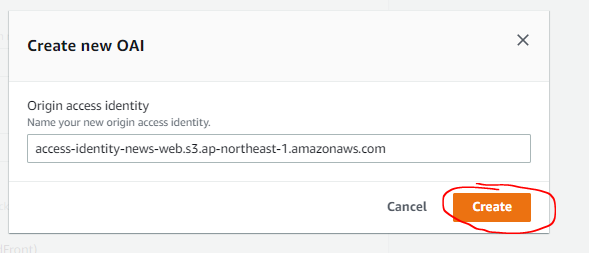 Create new OAI
Origin access identity
Name your new origin access identity.
access-identity-news-web.s3.ap-northeast-1.amazonaws.com
Cancel
Create